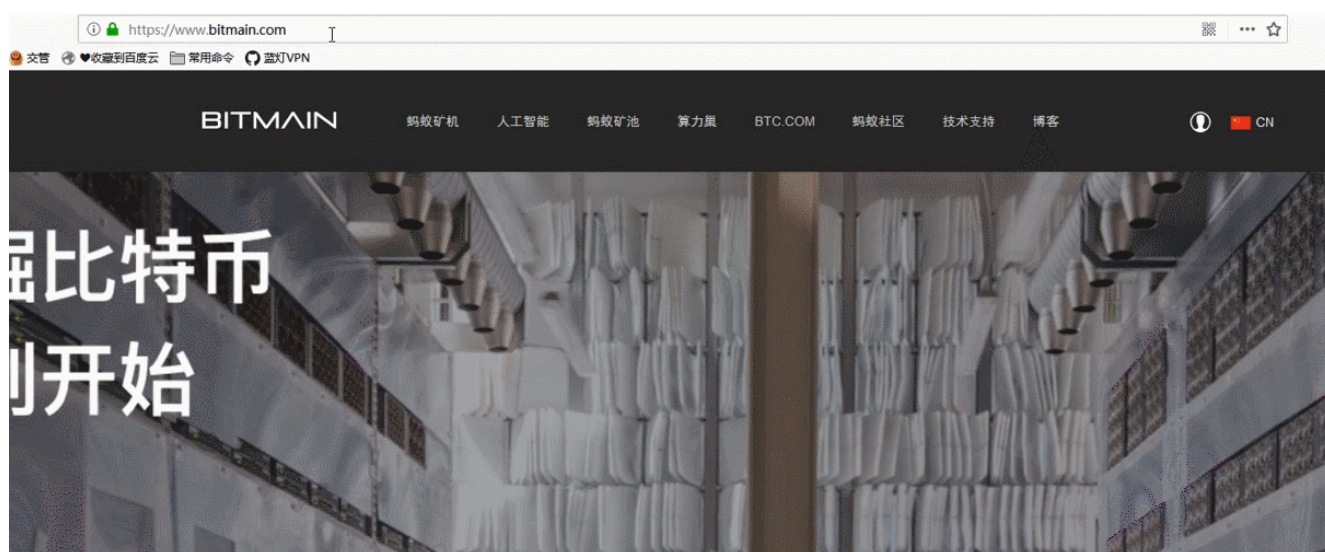 https://www.bitmain.com
交管 ♥收藏到百度云 常用命令 蓝灯VPN
BITMAIN 蚂蚁矿机 人工智能 蚂蚁矿池 算力巢 BTC.COM 蚂蚁社区 技术支持 博客 CN
掘比特币
开始